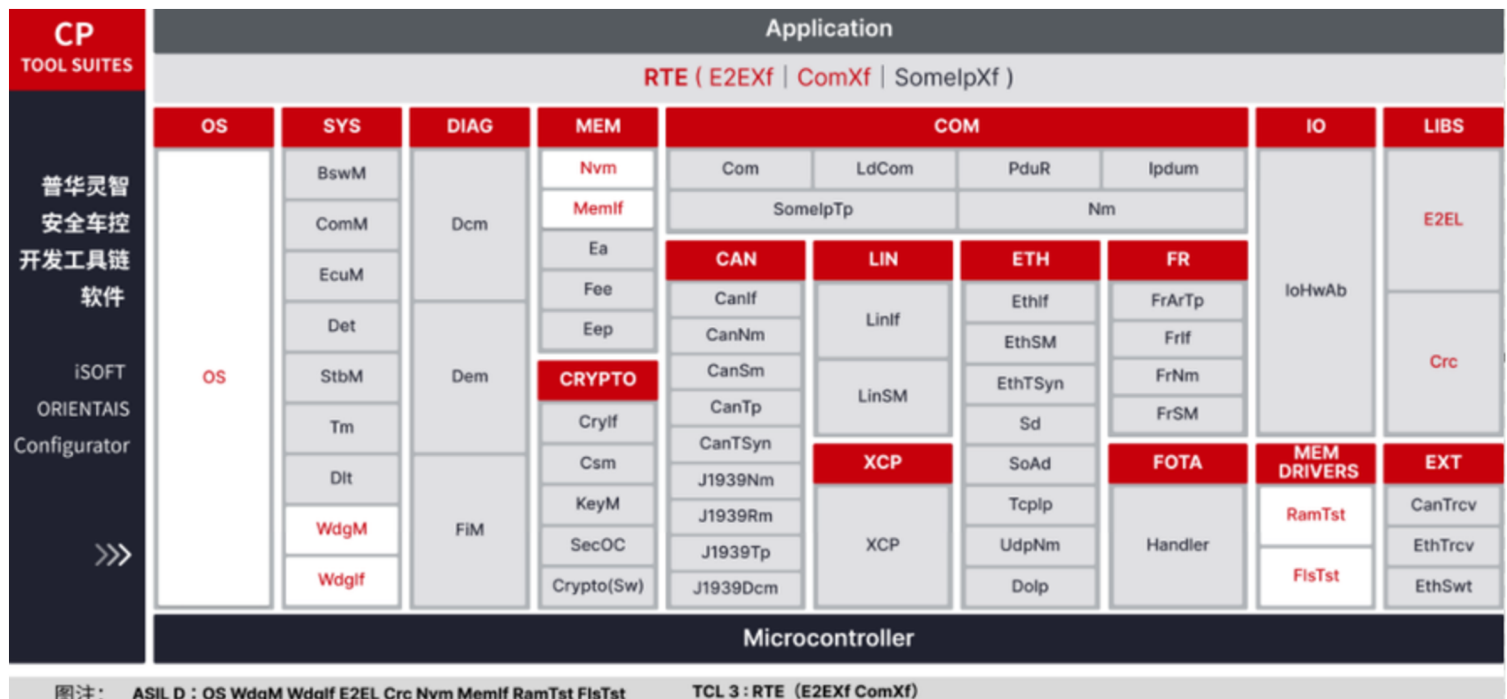 CP
TOOL SUITES
普华灵智
安全车控
开发工具链
软件
iSOFT
ORIENTAIS
Configurator
Application
RTE ( E2EXf | ComXf | SomeIpXf )
OS
OS
SYS
BswM
ComM
EcuM
Det
StbM
Tm
Dlt
WdgM
WdgIf
DIAG
Dcm
Dem
FiM
MEM
Nvm
MemIf
Ea
Fee
Eep
CRYPTO
CryIf
Csm
KeyM
SecOC
Crypto(Sw)
COM
Com
LdCom
PduR
Ipdum
SomeIpTp
Nm
CAN
CanIf
CanNm
CanSm
CanTp
CanTSyn
J1939Nm
J1939Rm
J1939Tp
J1939Dcm
LIN
LinIf
LinSM
XCP
XCP
ETH
EthIf
EthSM
EthTSyn
Sd
SoAd
TcpIp
UdpNm
DoIp
FR
FrArTp
FrIf
FrNm
FrSM
FOTA
Handler
IO
IoHwAb
MEM
DRIVERS
RamTst
FlsTst
LIBS
E2EL
Crc
EXT
CanTrcv
EthTrcv
EthSwt
Microcontroller
图注： ASIL D：OS WdgM WdgIf E2EL Crc Nvm MemIf RamTst FlsTst TCL 3：RTE（E2EXf ComXf）